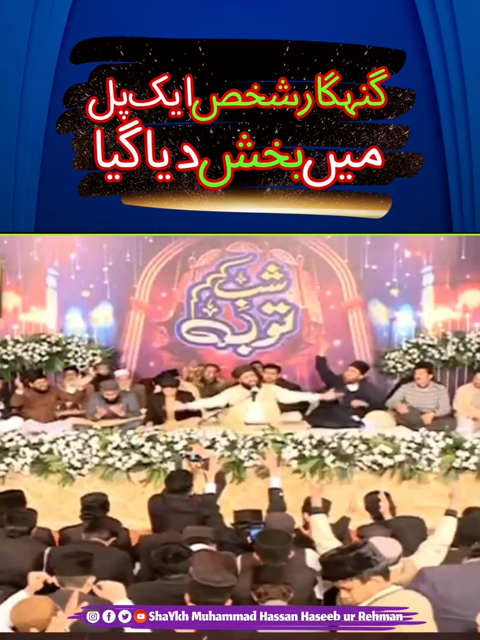 گنہگار شخص ایک پل
میں بخش دیا گیا
شب
توبہ
ShaYkh Muhammad Hassan Haseeb ur Rehman